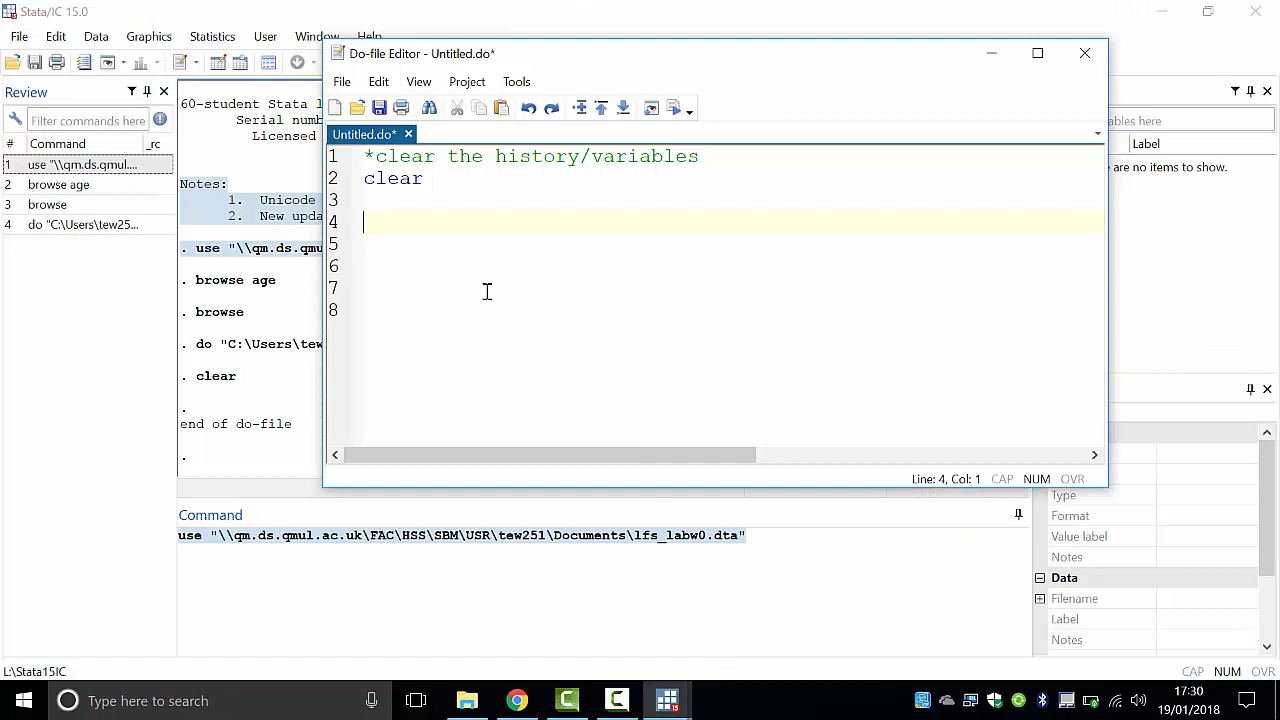 Stata/IC 15.0
File Edit Data Graphics Statistics User Window Help
Review
Filter commands here
# Command _rc
1 use "\\qm.ds.qmul....
2 browse age
3 browse
4 do "C:\Users\tew25...
60-student Stata l
Serial numb
Licensed
Notes:
1. Unicode
2. New upda
. use "\\qm.ds.qmu
. browse age
. browse
. do "C:\Users\tew
. clear
.
end of do-file
.
Do-file Editor - Untitled.do*
File Edit View Project Tools
Untitled.do*
1 *clear the history/variables
2 clear
3
4
5
6
7
8
Line: 4, Col: 1 CAP NUM OVR
ables here
Label
re are no items to show.
Type
Format
Value label
Notes
Data
Filename
Label
Notes
Command
use "\\qm.ds.qmul.ac.uk\FAC\HSS\SBM\USR\tew251\Documents\lfs_labw0.dta"
L:\Stata15IC
CAP NUM OVR
Type here to search
17:30
19/01/2018